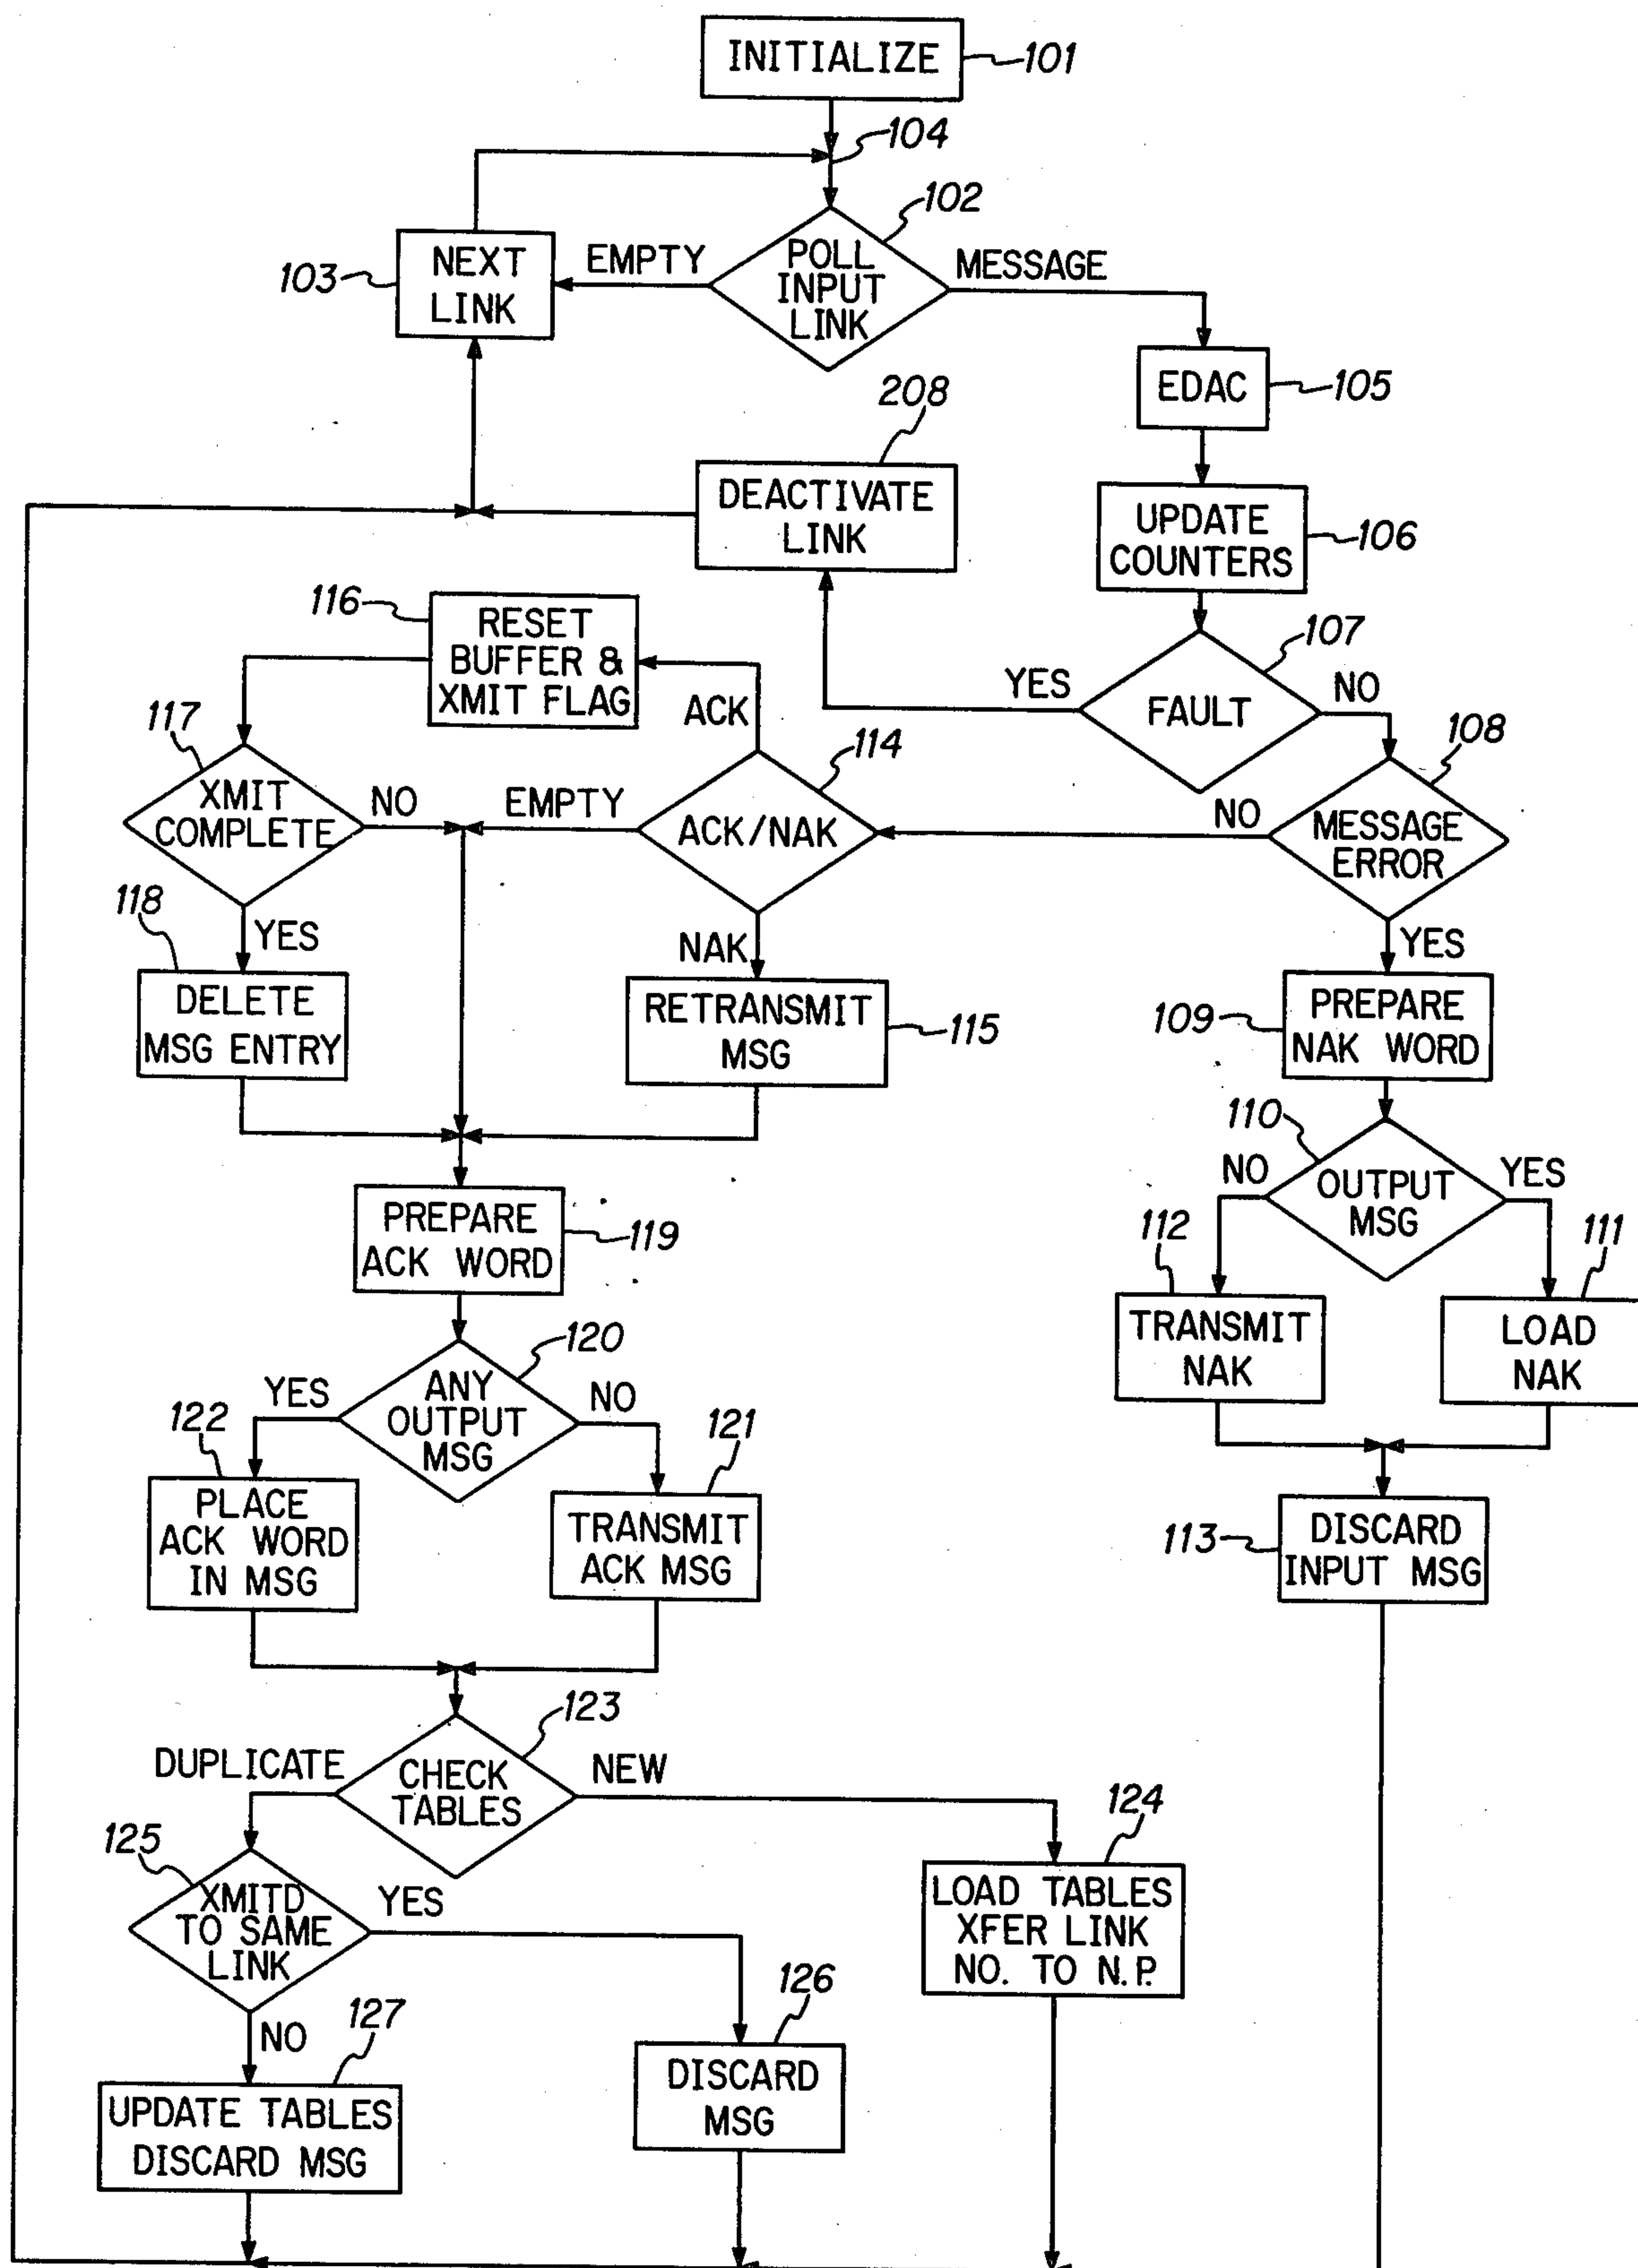 INITIALIZE
101
104
102
POLL
INPUT
LINK
EMPTY
MESSAGE
103
NEXT
LINK
EDAC
105
208
DEACTIVATE
LINK
UPDATE
COUNTERS
106
116
RESET
BUFFER &
XMIT FLAG
107
YES
FAULT
NO
ACK
117
XMIT
COMPLETE
NO
EMPTY
114
ACK/NAK
NO
108
MESSAGE
ERROR
118
YES
DELETE
MSG ENTRY
NAK
RETRANSMIT
MSG
115
YES
109
PREPARE
NAK WORD
110
NO
OUTPUT
MSG
YES
PREPARE
ACK WORD
119
112
TRANSMIT
NAK
111
LOAD
NAK
120
YES
ANY
OUTPUT
MSG
NO
122
PLACE
ACK WORD
IN MSG
121
TRANSMIT
ACK MSG
113
DISCARD
INPUT MSG
123
DUPLICATE
CHECK
TABLES
NEW
124
LOAD TABLES
XFER LINK
NO. TO N.P.
125
XMITD
TO SAME
LINK
YES
126
DISCARD
MSG
NO
127
UPDATE TABLES
DISCARD MSG